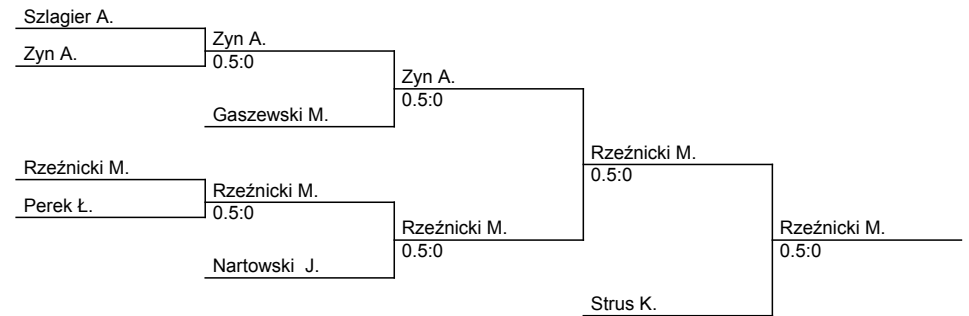 Szlagier A.
Zyn A.
Zyn A.
0.5:0
Gaszewski M.
Zyn A.
0.5:0
Rzeźnicki M.
Perek Ł.
Rzeźnicki M.
0.5:0
Nartowski  J.
Rzeźnicki M.
0.5:0
Rzeźnicki M.
0.5:0
Strus K.
Rzeźnicki M.
0.5:0